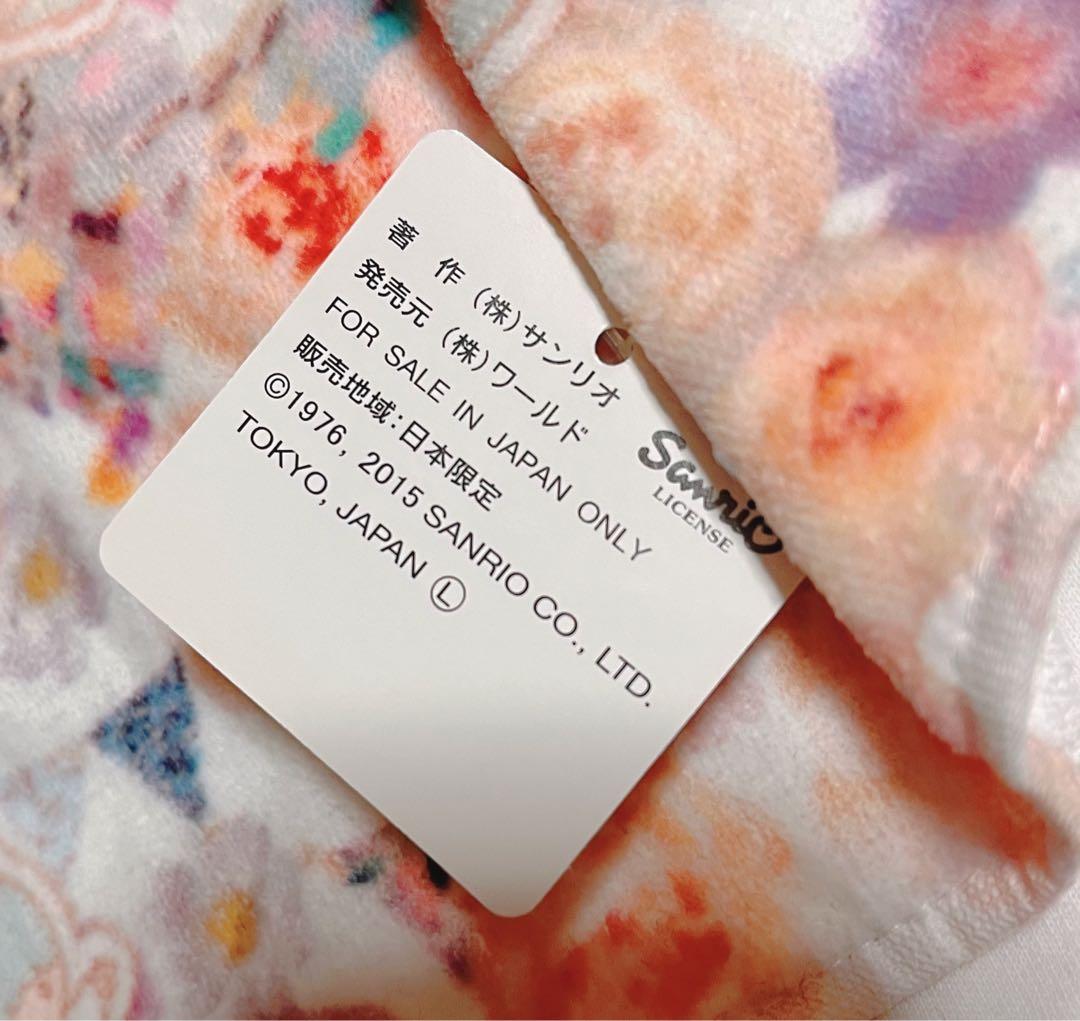 著 作 (株)サンリオ
発売元 (株)ワールド
FOR SALE IN JAPAN ONLY
販売地域:日本限定
©1976, 2015 SANRIO CO., LTD.
TOKYO, JAPAN Ⓛ
Sanrio
LICENSE